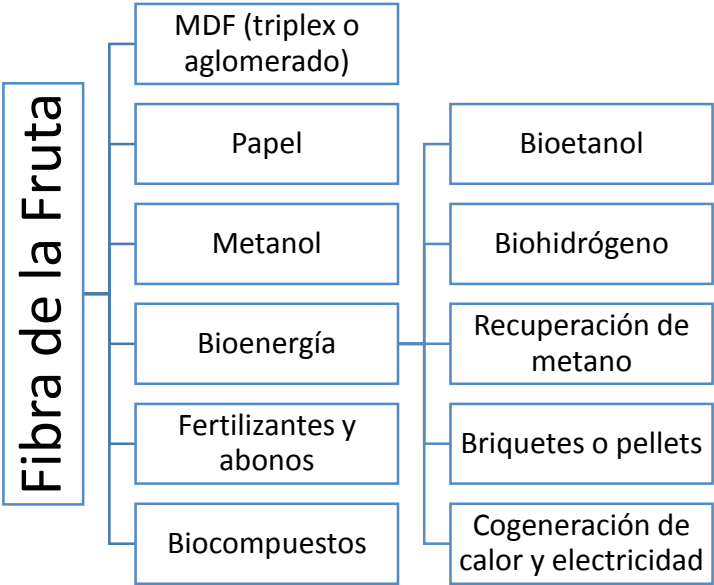 Fibra de la Fruta
MDF (triplex o
aglomerado)
Papel
Metanol
Bioenergía
Fertilizantes y
abonos
Biocompuestos
Bioetanol
Biohidrógeno
Recuperación de
metano
Briquetes o pellets
Cogeneración de
calor y electricidad